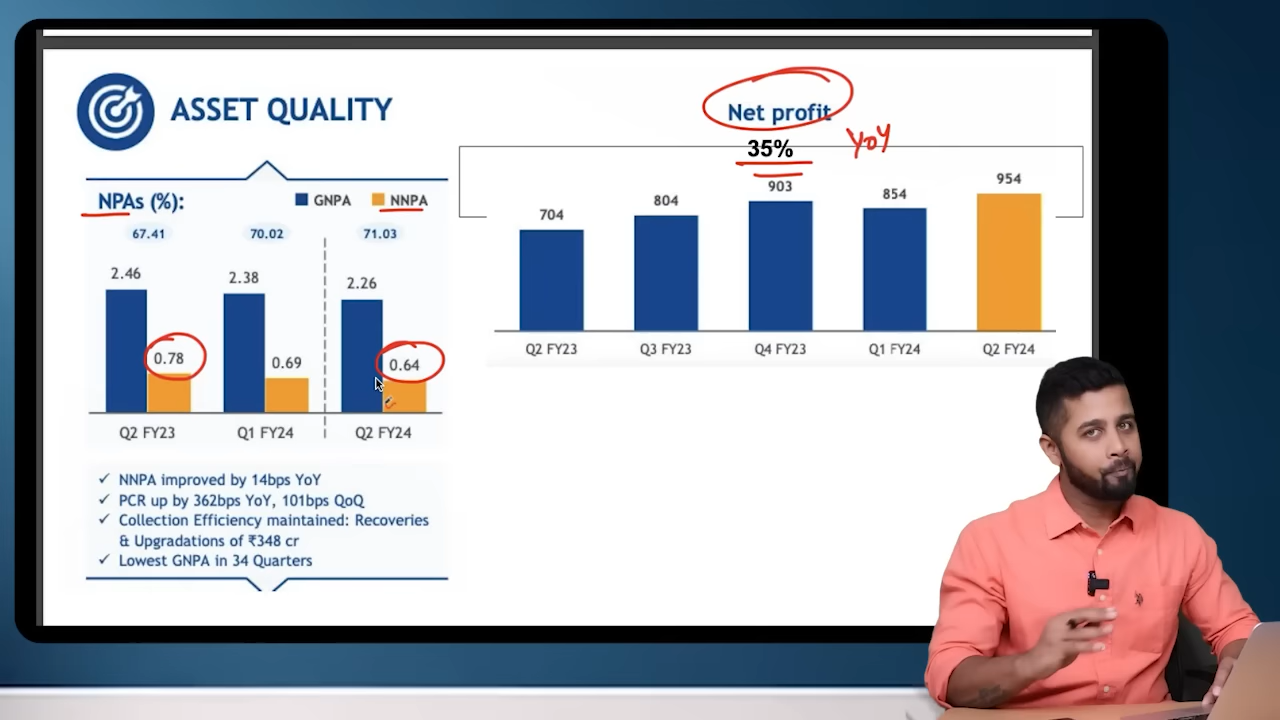 ASSET QUALITY
NPAs (%):
GNPA
NNPA
67.41
70.02
71.03
2.46
2.38
2.26
0.78
0.69
0.64
Q2 FY23
Q1 FY24
Q2 FY24
✓ NNPA improved by 14bps YoY
✓ PCR up by 362bps YoY, 101bps QoQ
✓ Collection Efficiency maintained: Recoveries
& Upgradations of ₹348 cr
✓ Lowest GNPA in 34 Quarters
Net profit
35%
YoY
704
804
903
854
954
Q2 FY23
Q3 FY23
Q4 FY23
Q1 FY24
Q2 FY24